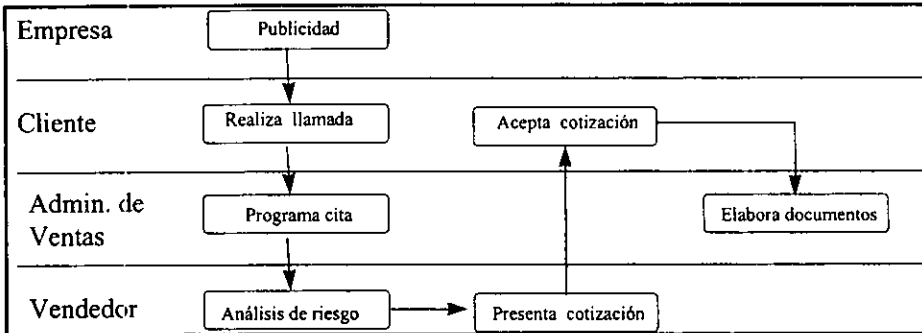 Empresa
Publicidad
Cliente
Realiza llamada
Acepta cotización
Admin. de
Ventas
Programa cita
Elabora documentos
Vendedor
Análisis de riesgo
Presenta cotización